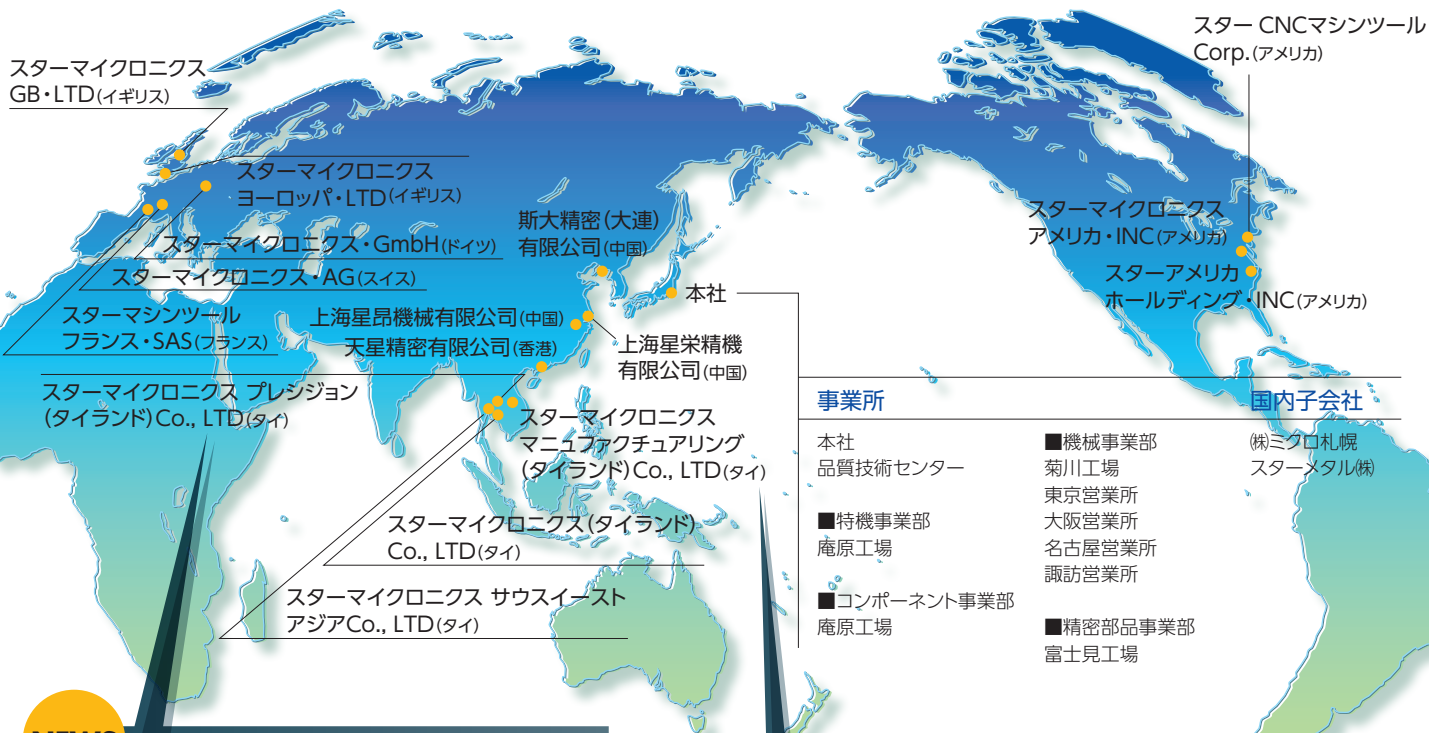 スターマイクロニクス
GB・LTD(イギリス)
スター CNCマシンツール
Corp.(アメリカ)
スターマイクロニクス
ヨーロッパ・LTD(イギリス)
スターマイクロニクス・GmbH(ドイツ)
スターマイクロニクス・AG(スイス)
スターマシンツール
フランス・SAS(フランス)
斯大精密(大連)
有限公司(中国)
本社
上海星昂機械有限公司(中国)
天星精密有限公司(香港)
上海星栄精機
有限公司(中国)
スターマイクロニクス
アメリカ・INC(アメリカ)
スターアメリカ
ホールディング・INC(アメリカ)
スターマイクロニクス プレシジョン
(タイランド)Co., LTD(タイ)
スターマイクロニクス
マニュファクチュアリング
(タイランド)Co., LTD(タイ)
スターマイクロニクス(タイランド)
Co., LTD(タイ)
スターマイクロニクス サウスイースト
アジアCo., LTD(タイ)
事業所
本社
品質技術センター
■特機事業部
庵原工場
■コンポーネント事業部
庵原工場
■機械事業部
菊川工場
東京営業所
大阪営業所
名古屋営業所
諏訪営業所
■精密部品事業部
富士見工場
国内子会社
㈱ミクロ札幌
スターメタル㈱
NEWS